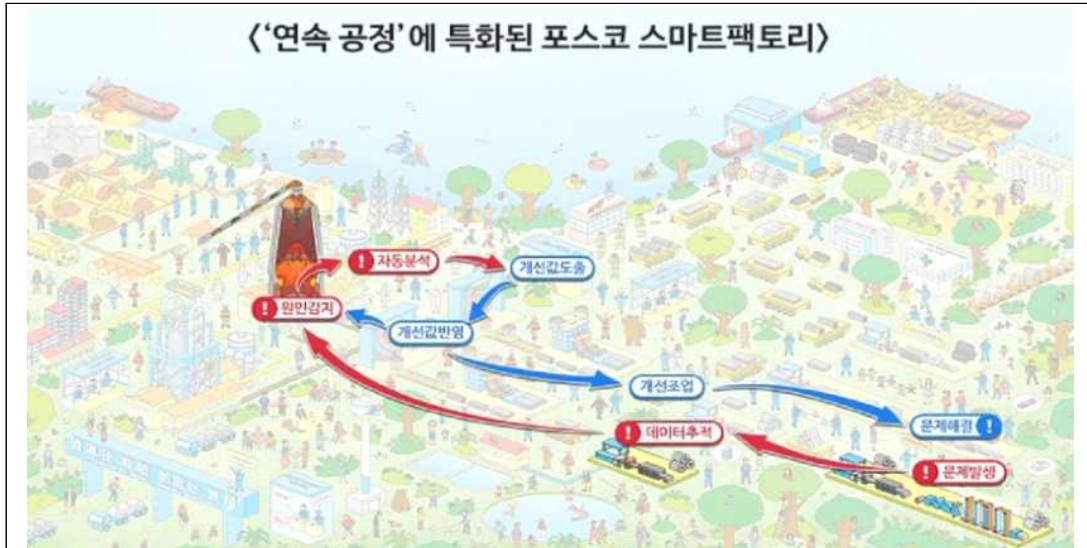 〈‘연속 공정’에 특화된 포스코 스마트팩토리〉
! 자동분석
개선값도출
! 원인감지
개선값반영
개선조업
문제해결 !
! 데이터추적
! 문제발생